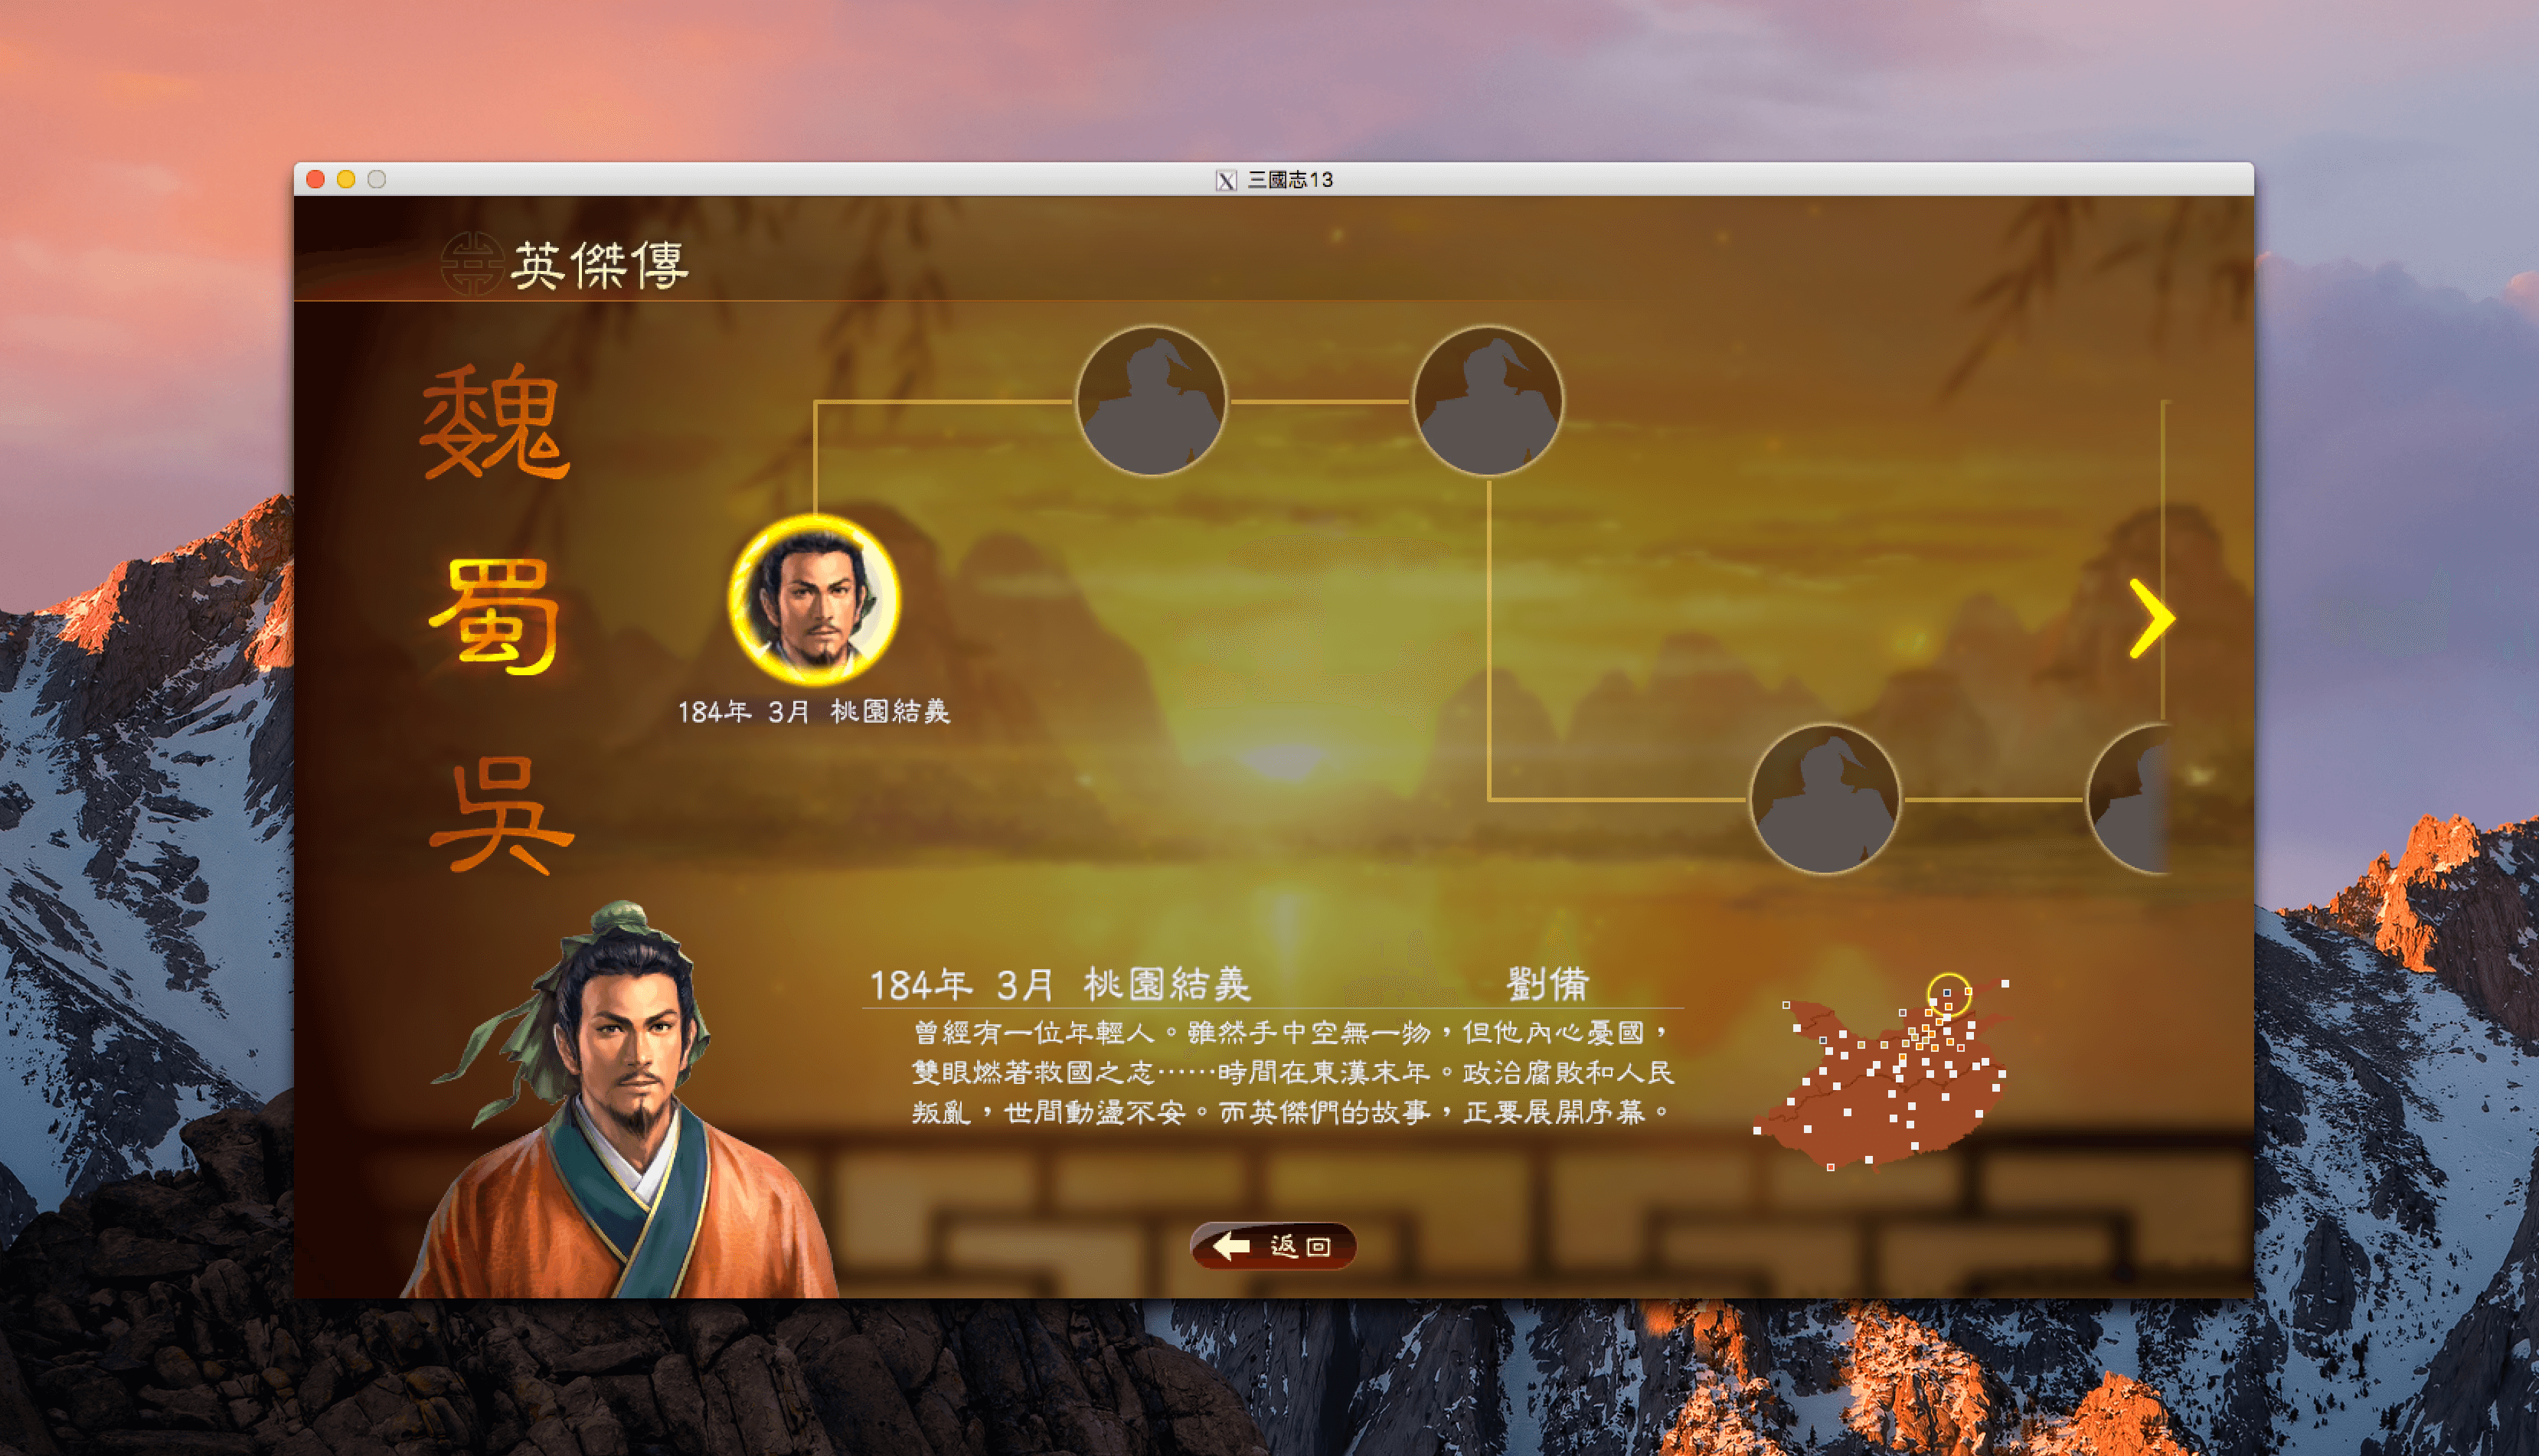 三國志13
英傑傳
魏
蜀
吳
184年 3月 桃園結義
184年 3月 桃園結義 劉備
曾經有一位年輕人。雖然手中空無一物，但他內心憂國，
雙眼燃著救國之志……時間在東漢末年。政治腐敗和人民
叛亂，世間動盪不安。而英傑們的故事，正要展開序幕。
返回